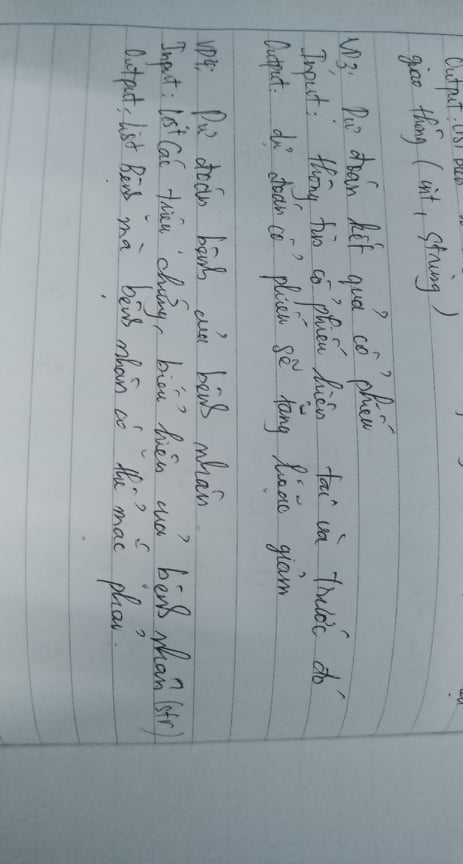 Output: list
giao thông (int, string)
VD3: Dự đoán kết quả cổ phiếu
Input: thông tin cổ phiếu hiện tại và trước đó
Output: dự đoán cổ phiếu sẽ tăng hoặc giảm
VD4: Dự đoán bệnh của bệnh nhân.
Input: list các triệu chứng, biểu hiện của bệnh nhân (str)
Output: list bệnh mà bệnh nhân có thể mắc phải.